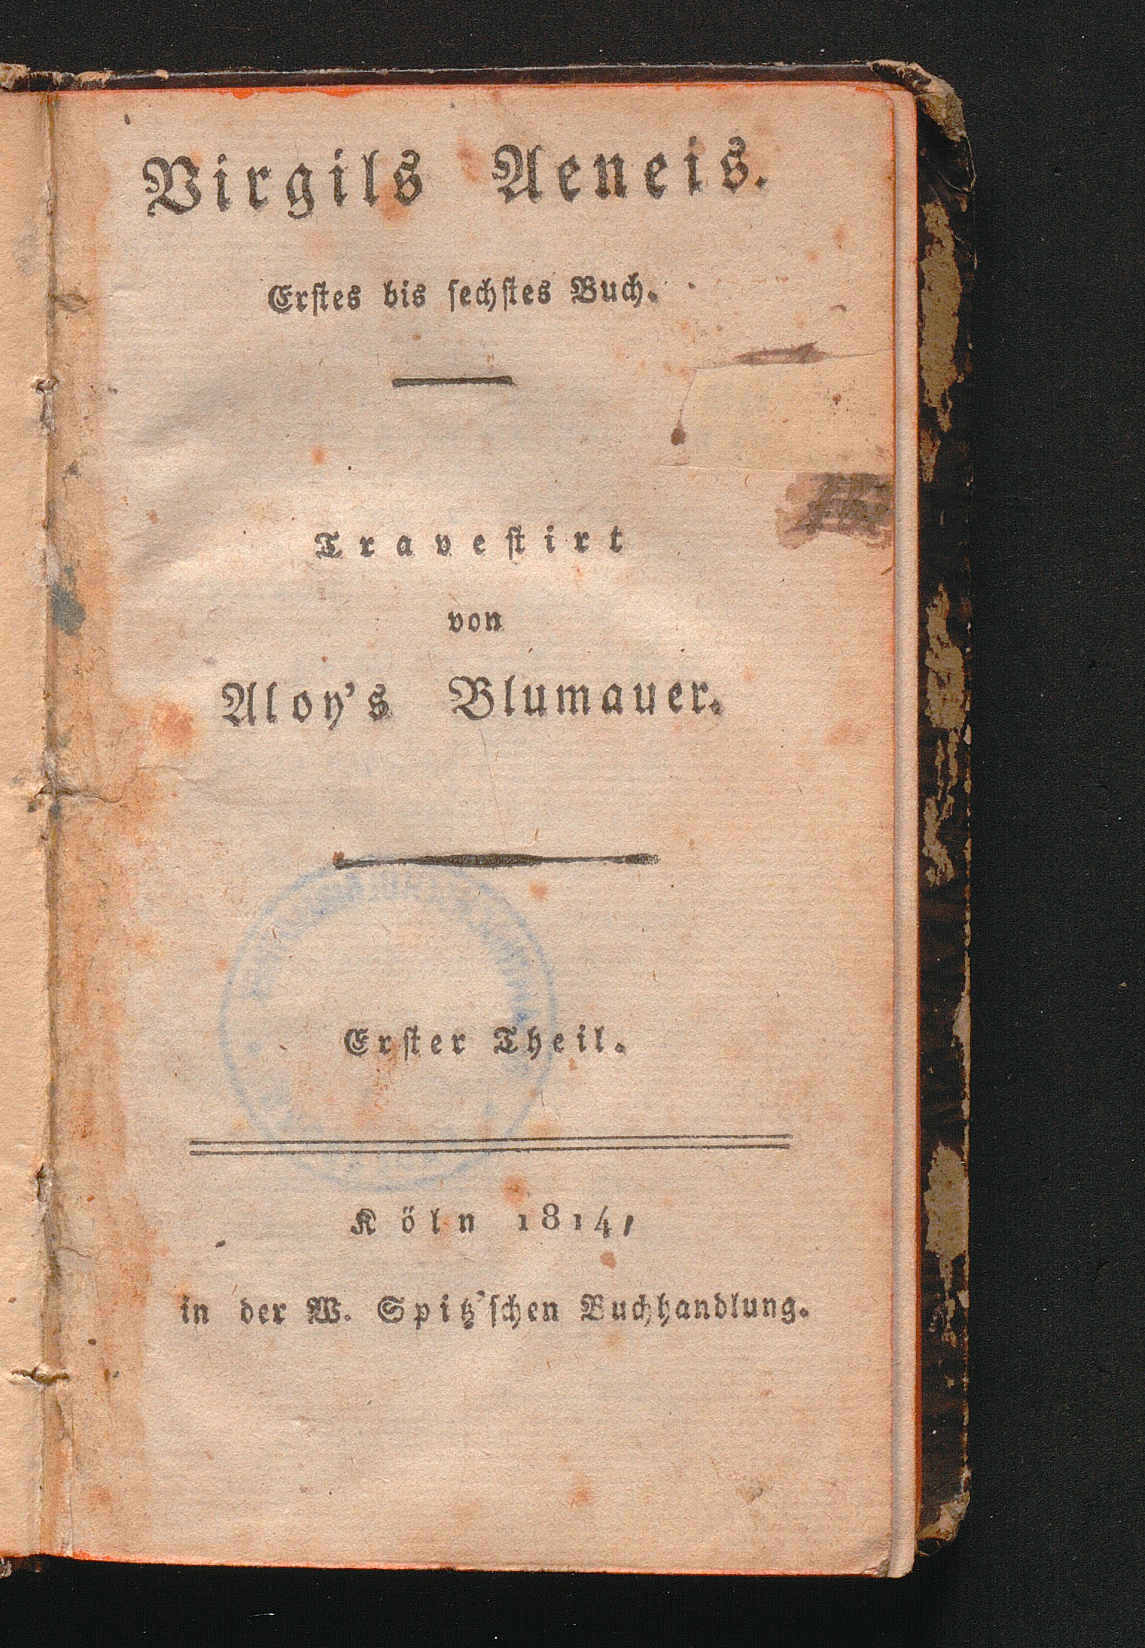 Virgils Aeneis.
Erstes bis sechstes Buch.
Travestirt
von
Aloy's Blumauer.
Erster Theil.
Köln 1814,
in der W. Spitz'schen Buchhandlung.